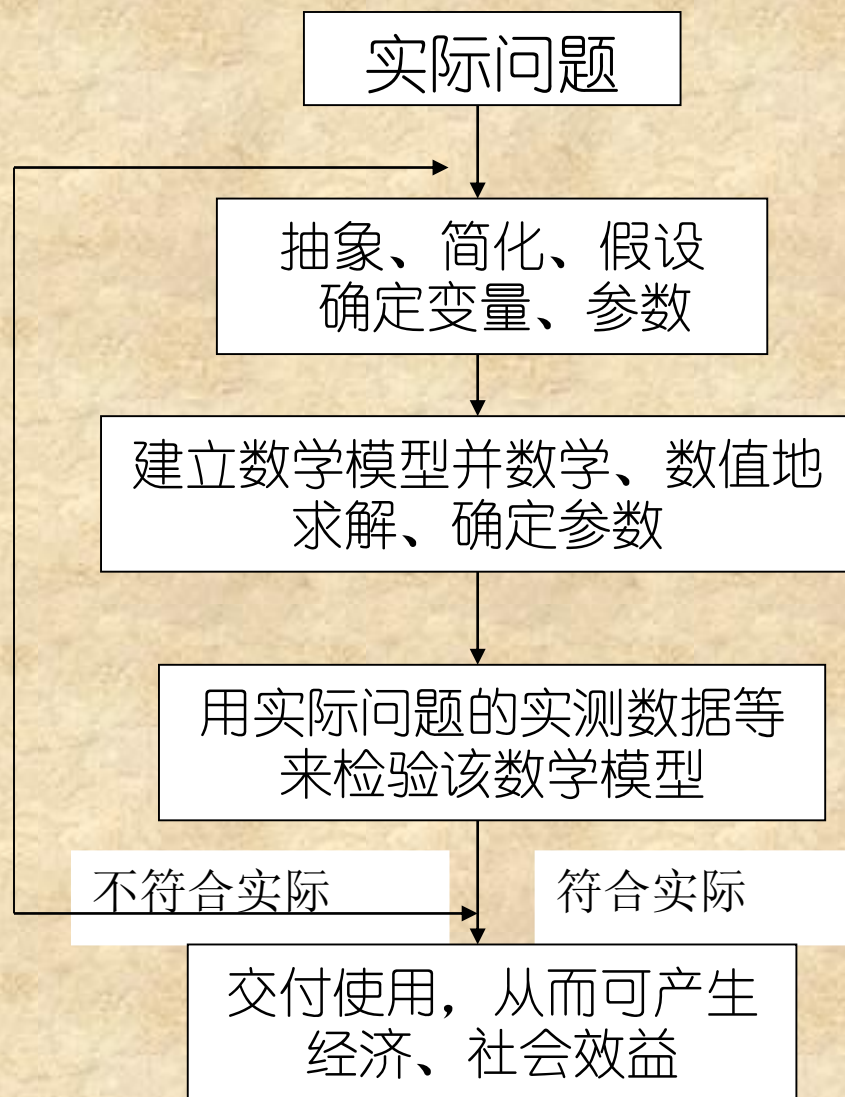 实际问题
抽象、简化、假设
确定变量、参数
建立数学模型并数学、数值地
求解、确定参数
用实际问题的实测数据等
来检验该数学模型
不符合实际
符合实际
交付使用，从而可产生
经济、社会效益